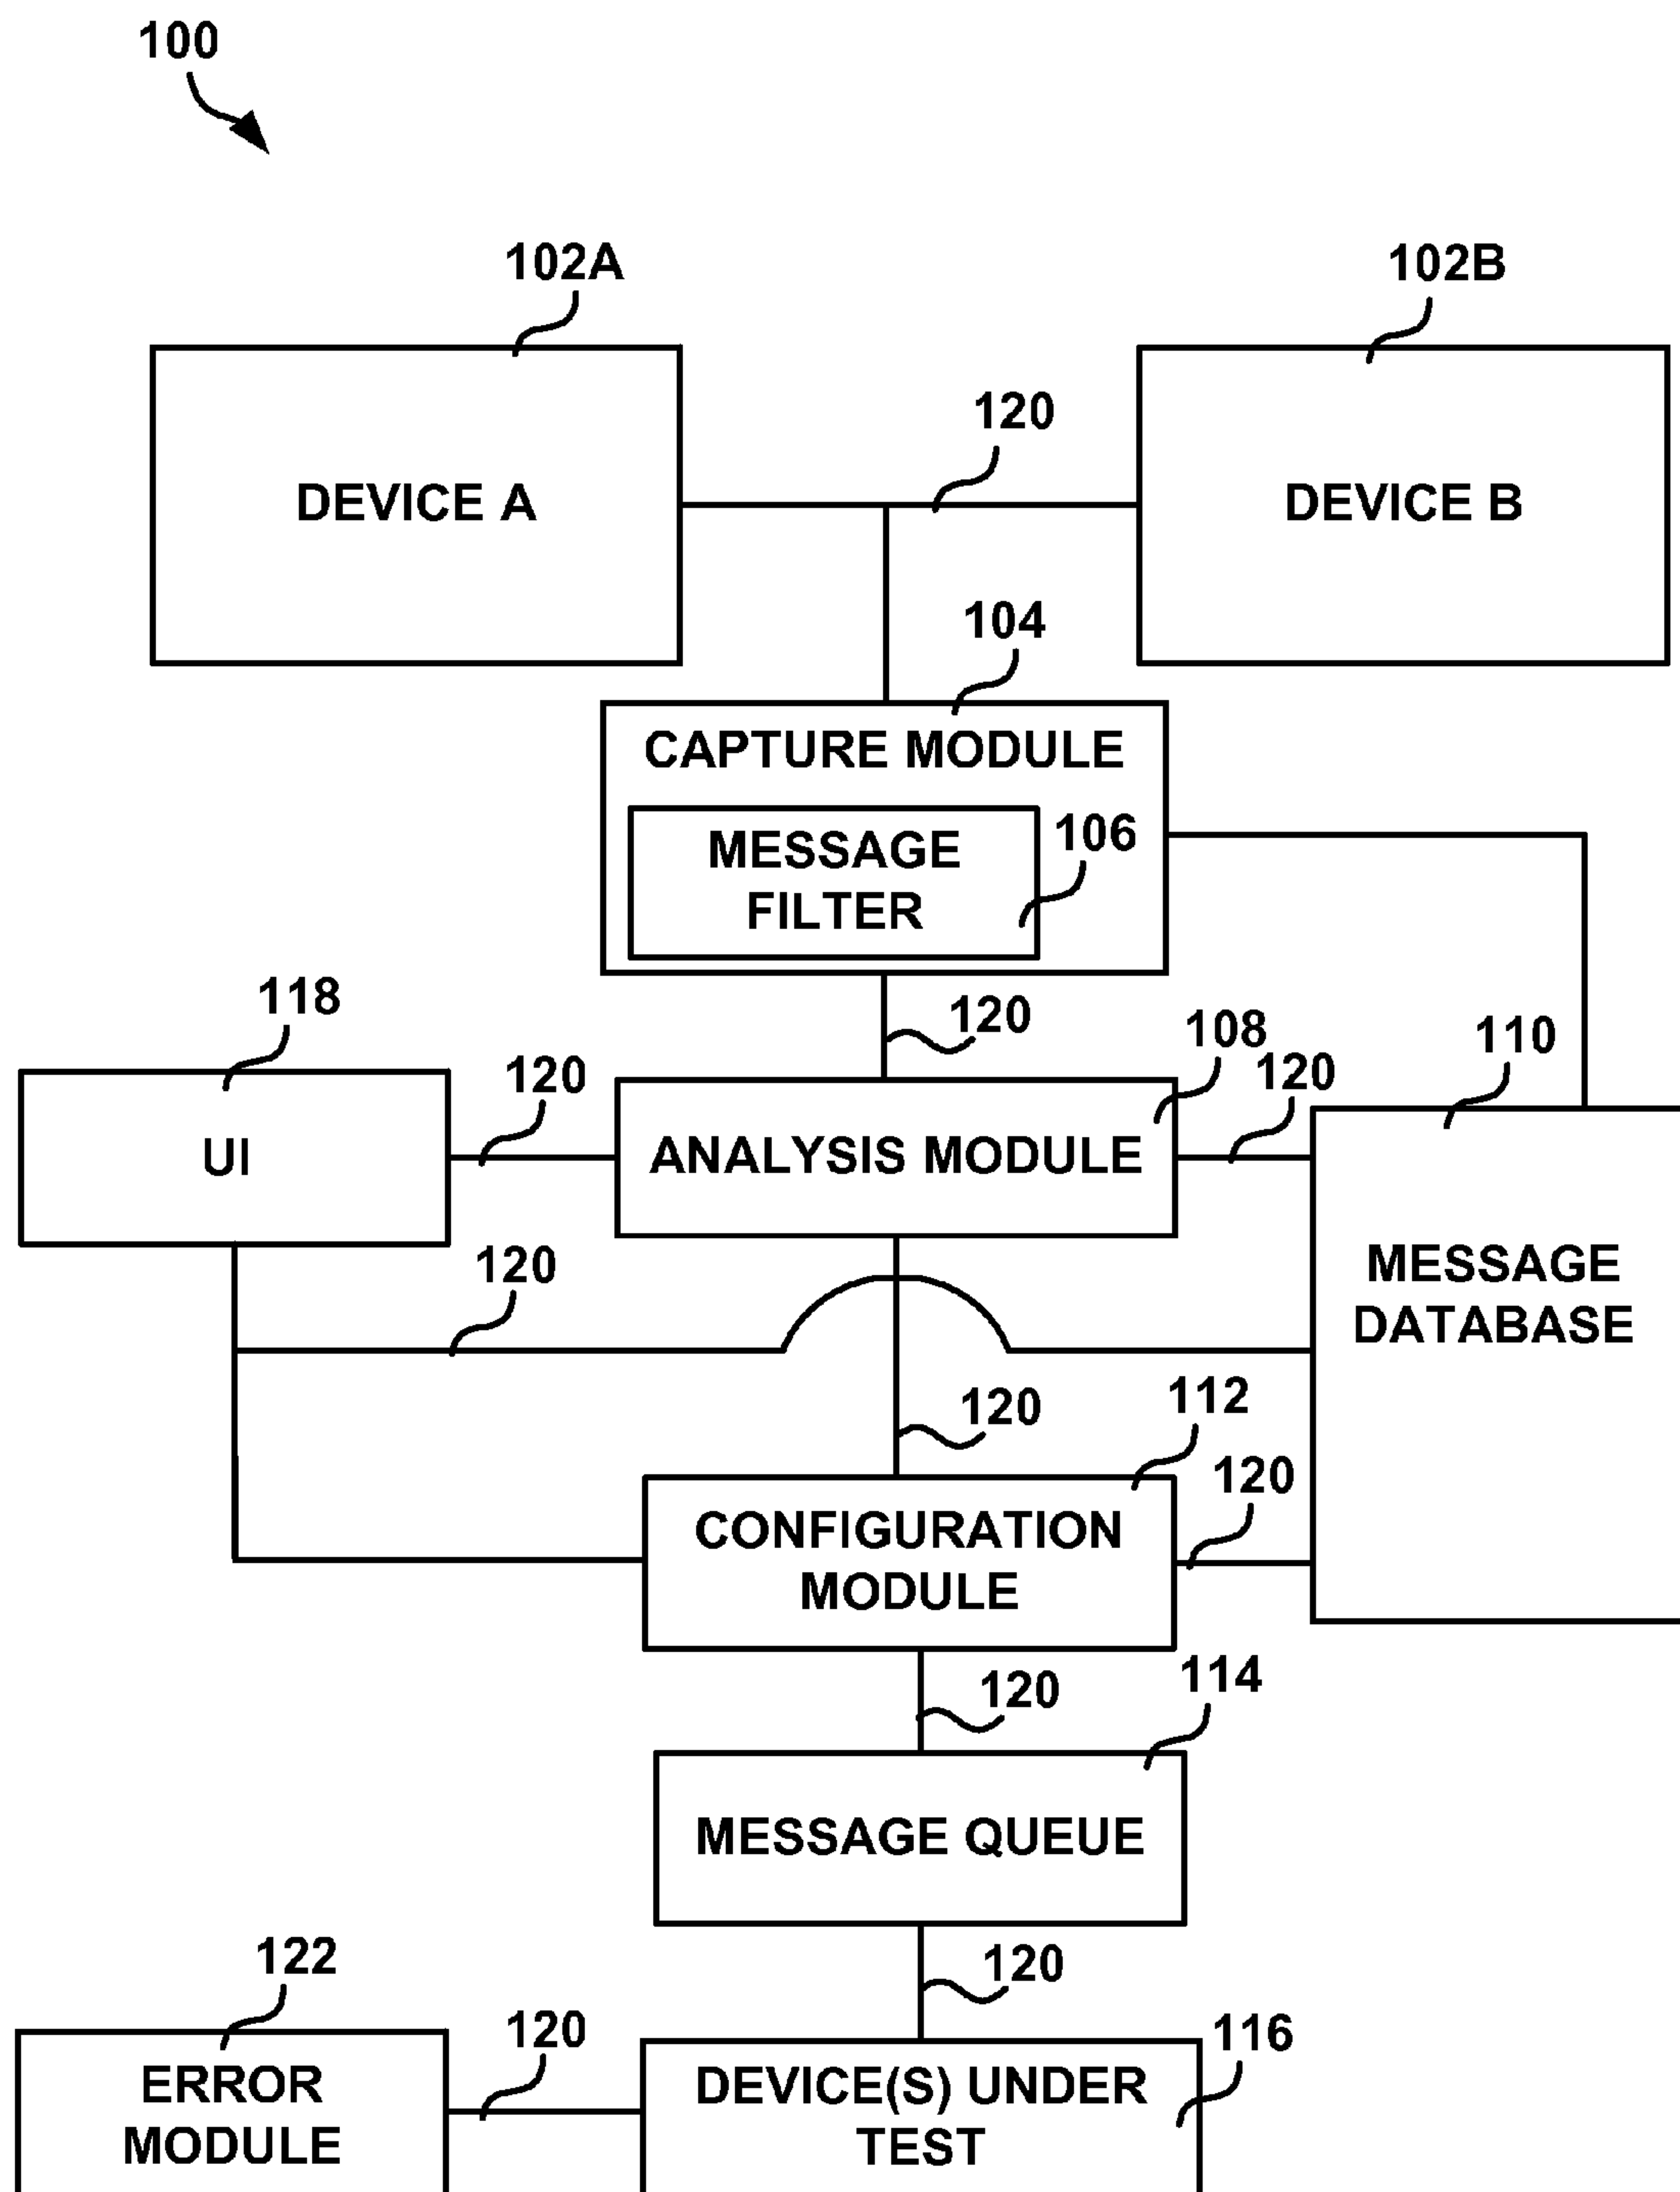 100
102A
102B
120
DEVICE A
DEVICE B
104
CAPTURE MODULE
106
MESSAGE
FILTER
118
120
108
110
120
120
UI
ANALYSIS MODULE
MESSAGE
DATABASE
120
120
112
120
CONFIGURATION
MODULE
120
114
MESSAGE QUEUE
122
120
120
116
ERROR
MODULE
DEVICE(S) UNDER
TEST